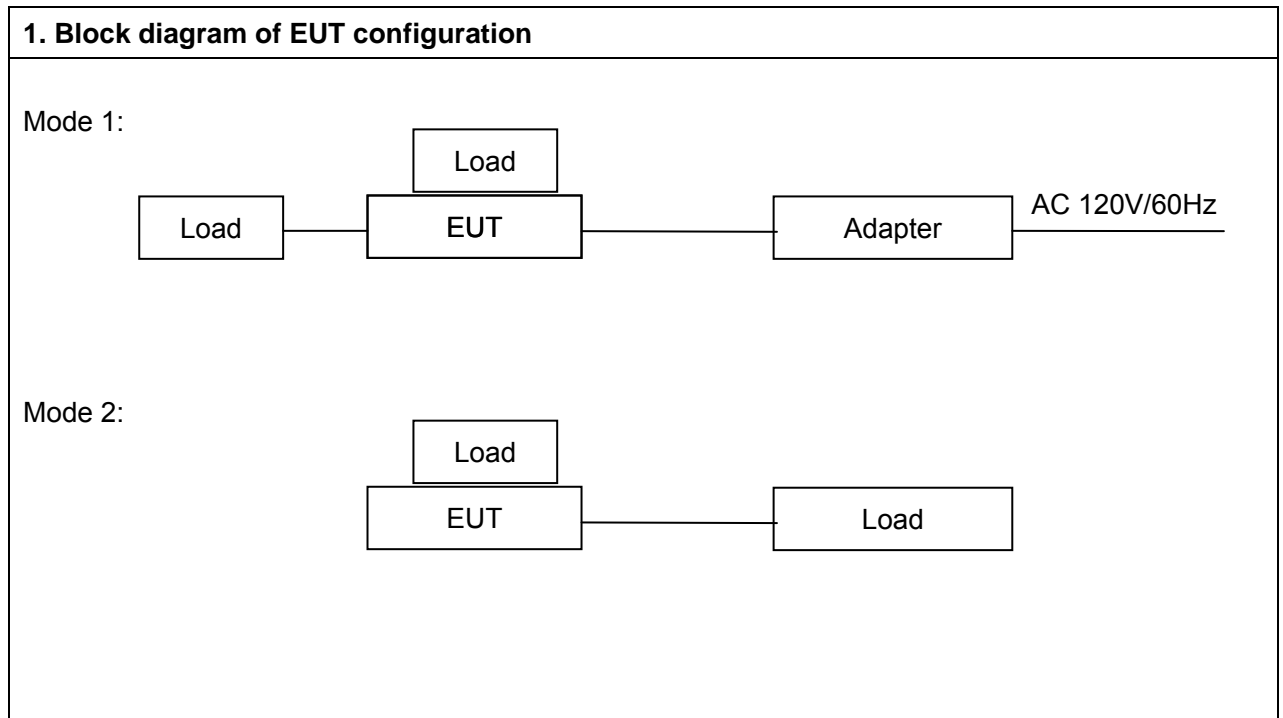 1. Block diagram of EUT configuration
Mode 1:
Load
Load
EUT
Adapter
AC 120V/60Hz
Mode 2:
Load
EUT
Load